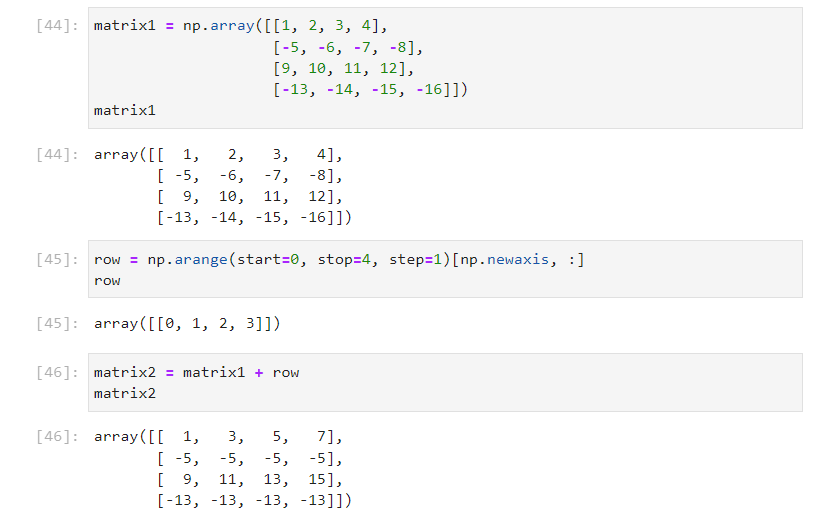 [44]: matrix1 = np.array([[1, 2, 3, 4],
                    [-5, -6, -7, -8],
                    [9, 10, 11, 12],
                    [-13, -14, -15, -16]])
matrix1
[44]: array([[  1,   2,   3,   4],
       [ -5,  -6,  -7,  -8],
       [  9,  10,  11,  12],
       [-13, -14, -15, -16]])
[45]: row = np.arange(start=0, stop=4, step=1)[np.newaxis, :]
row
[45]: array([[0, 1, 2, 3]])
[46]: matrix2 = matrix1 + row
matrix2
[46]: array([[  1,   3,   5,   7],
       [ -5,  -5,  -5,  -5],
       [  9,  11,  13,  15],
       [-13, -13, -13, -13]])